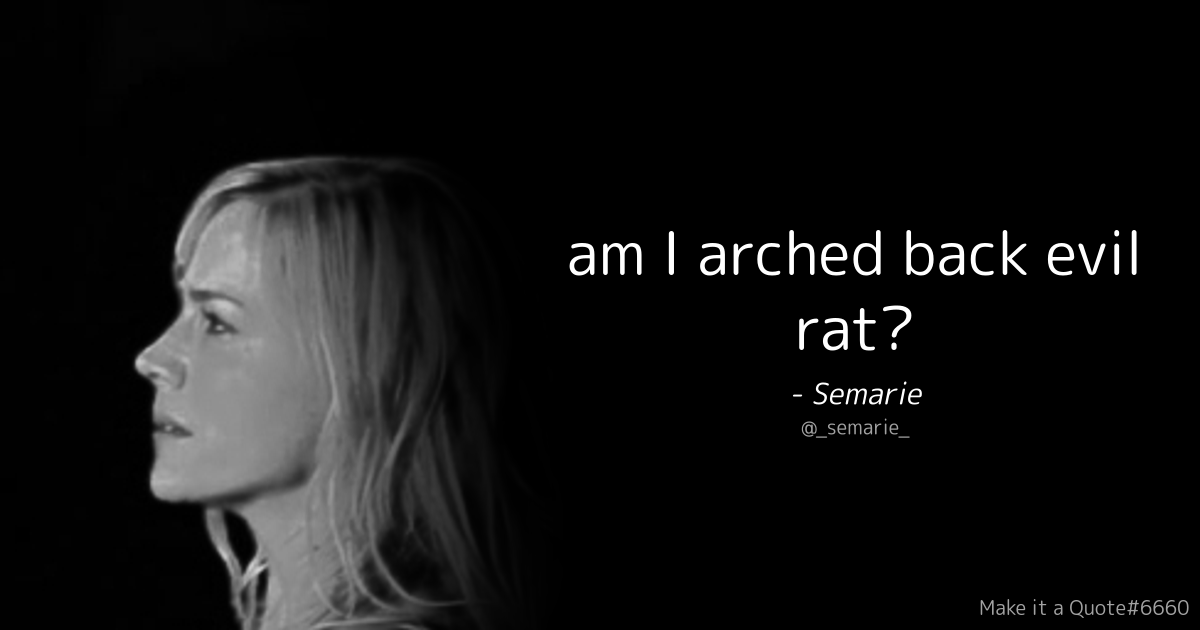 am I arched back evil
rat?
- Semarie
@_semarie_
Make it a Quote#6660